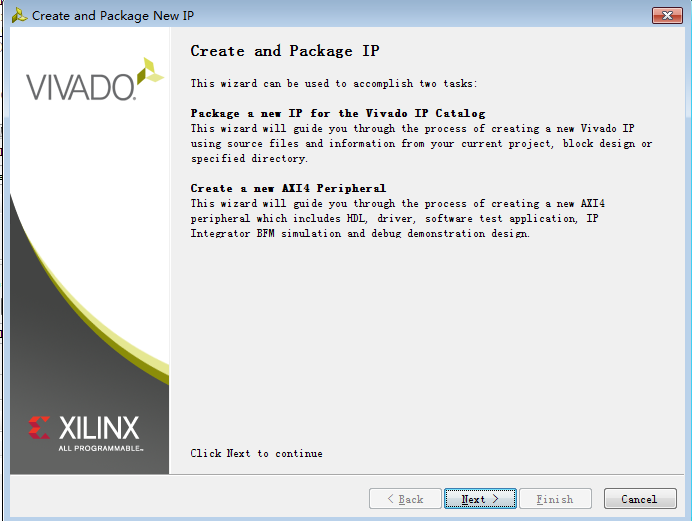 Create and Package New IP
Create and Package IP
VIVADO.
This wizard can be used to accomplish two tasks:
Package a new IP for the Vivado IP Catalog
This wizard will guide you through the process of creating a new Vivado IP
using source files and information from your current project, block design or
specified directory.
Create a new AXI4 Peripheral
This wizard will guide you through the process of creating a new AXI4
peripheral which includes HDL, driver, software test application, IP
Integrator BFM simulation and debug demonstration design.
XILINX
ALL PROGRAMMABLE™
Click Next to continue
< Back
Next >
Finish
Cancel